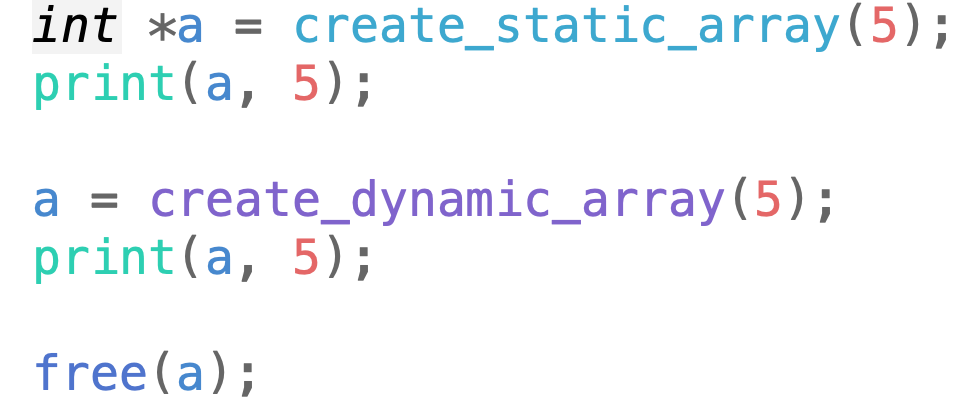 int *a = create_static_array(5);
print(a, 5);
a = create_dynamic_array(5);
print(a, 5);
free(a);